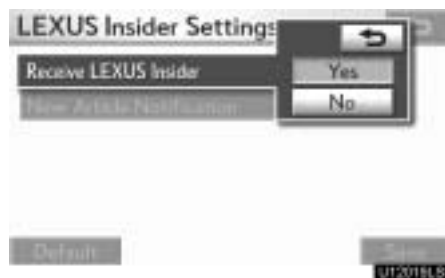 LEXUS Insider Settings
Receive LEXUS Insider
Yes
New Article Notification
No
Default
Save